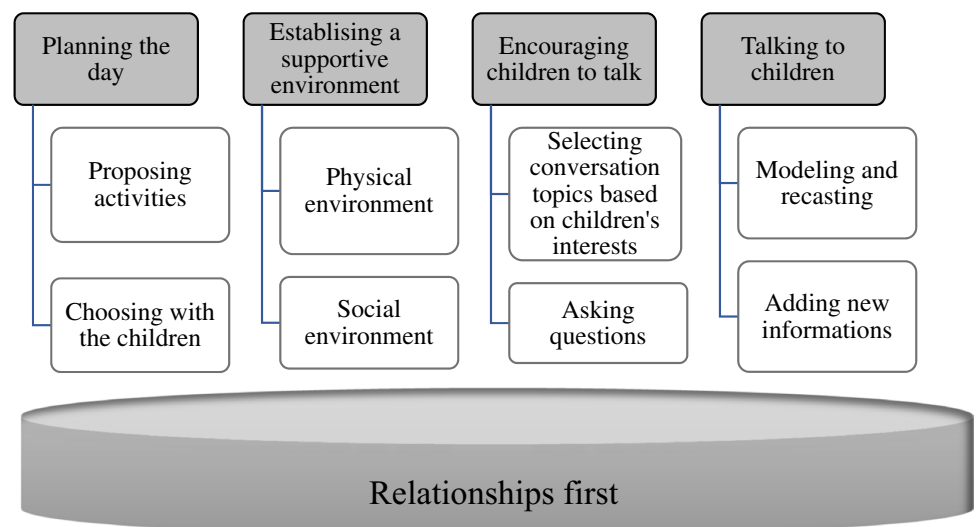 Planning the
day
Proposing
activities
Choosing with
the children
Establising a
supportive
environment
Physical
environment
Social
environment
Encouraging
children to talk
Selecting
conversation
topics based
on children's
interests
Asking
questions
Talking to
children
Modeling and
recasting
Adding new
informations
Relationships first